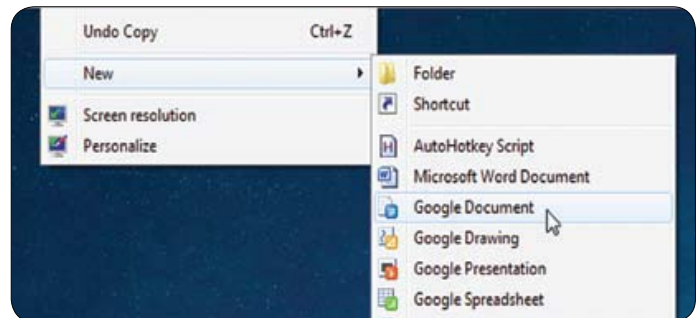 Undo Copy Ctrl+Z
New
Screen resolution
Personalize
Folder
Shortcut
AutoHotkey Script
Microsoft Word Document
Google Document
Google Drawing
Google Presentation
Google Spreadsheet